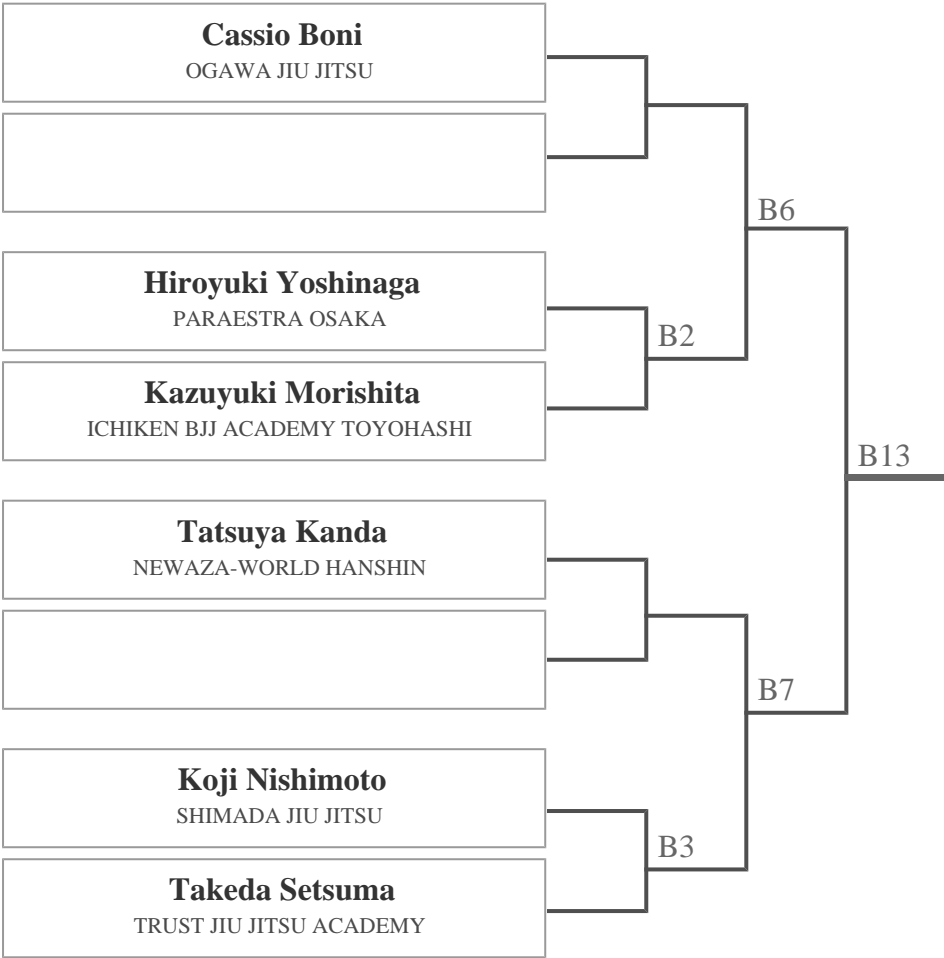 Cassio Boni
OGAWA JIU JITSU
B6
Hiroyuki Yoshinaga
PARAESTRA OSAKA
B2
Kazuyuki Morishita
ICHIKEN BJJ ACADEMY TOYOHASHI
B13
Tatsuya Kanda
NEWAZA-WORLD HANSHIN
B7
Koji Nishimoto
SHIMADA JIU JITSU
B3
Takeda Setsuma
TRUST JIU JITSU ACADEMY